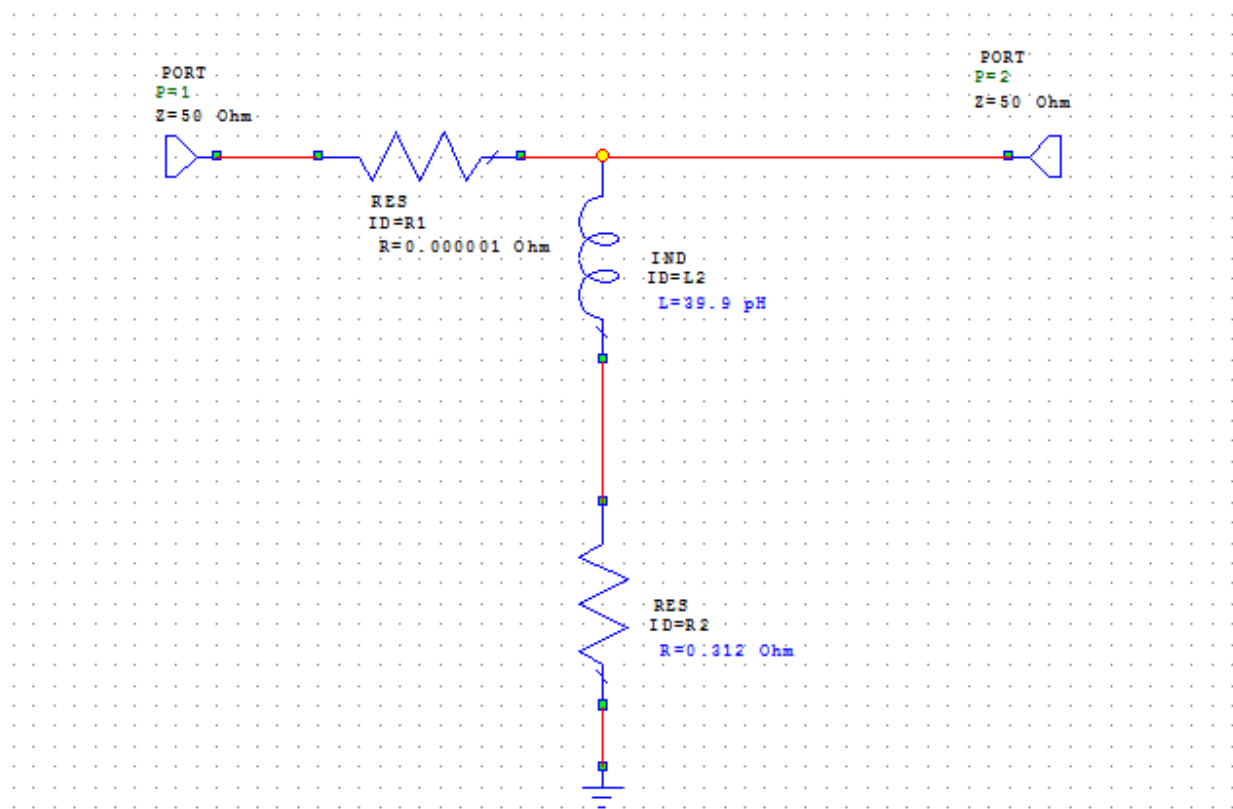 PORT
P=1
Z=50 Ohm
PORT
P=2
Z=50 Ohm
RES
ID=R1
R=0.000001 Ohm
IND
ID=L2
L=39.9 pH
RES
ID=R2
R=0.312 Ohm